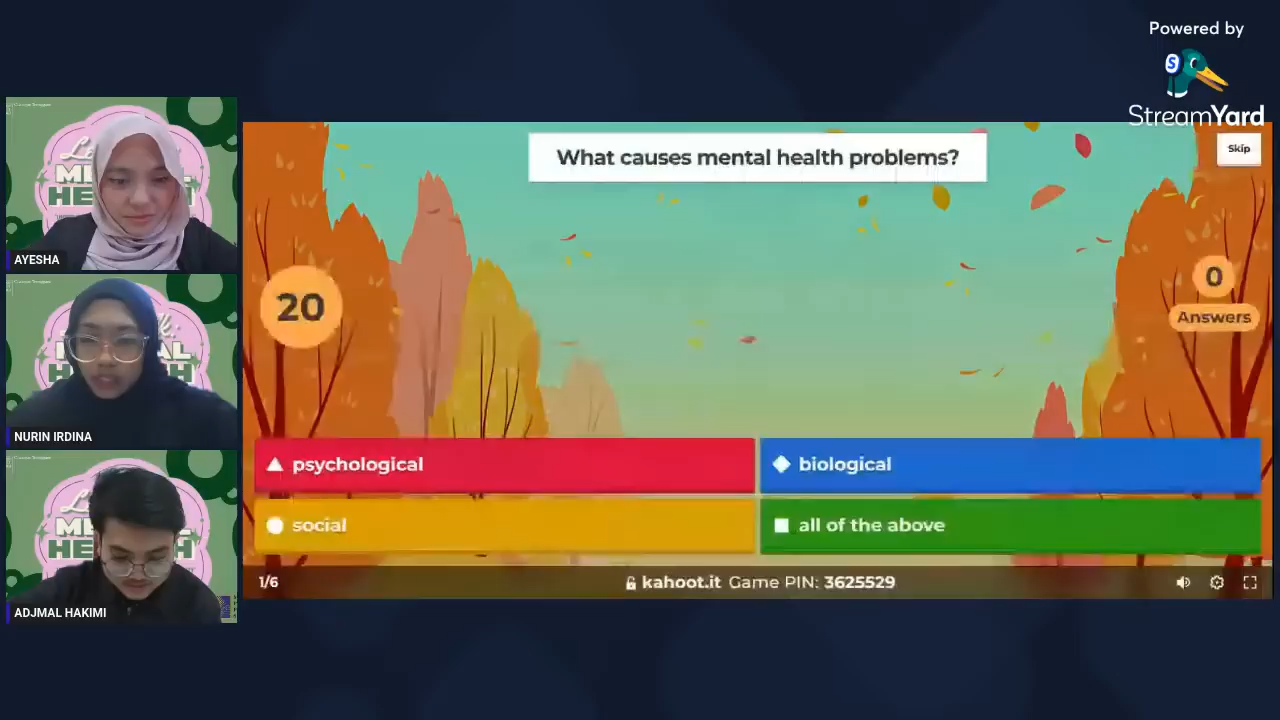 Powered by
StreamYard
AYESHA
NURIN IRDINA
ADJMAL HAKIMI
What causes mental health problems?
Skip
20
0
Answers
psychological
biological
social
all of the above
1/6
kahoot.it Game PIN: 3625529